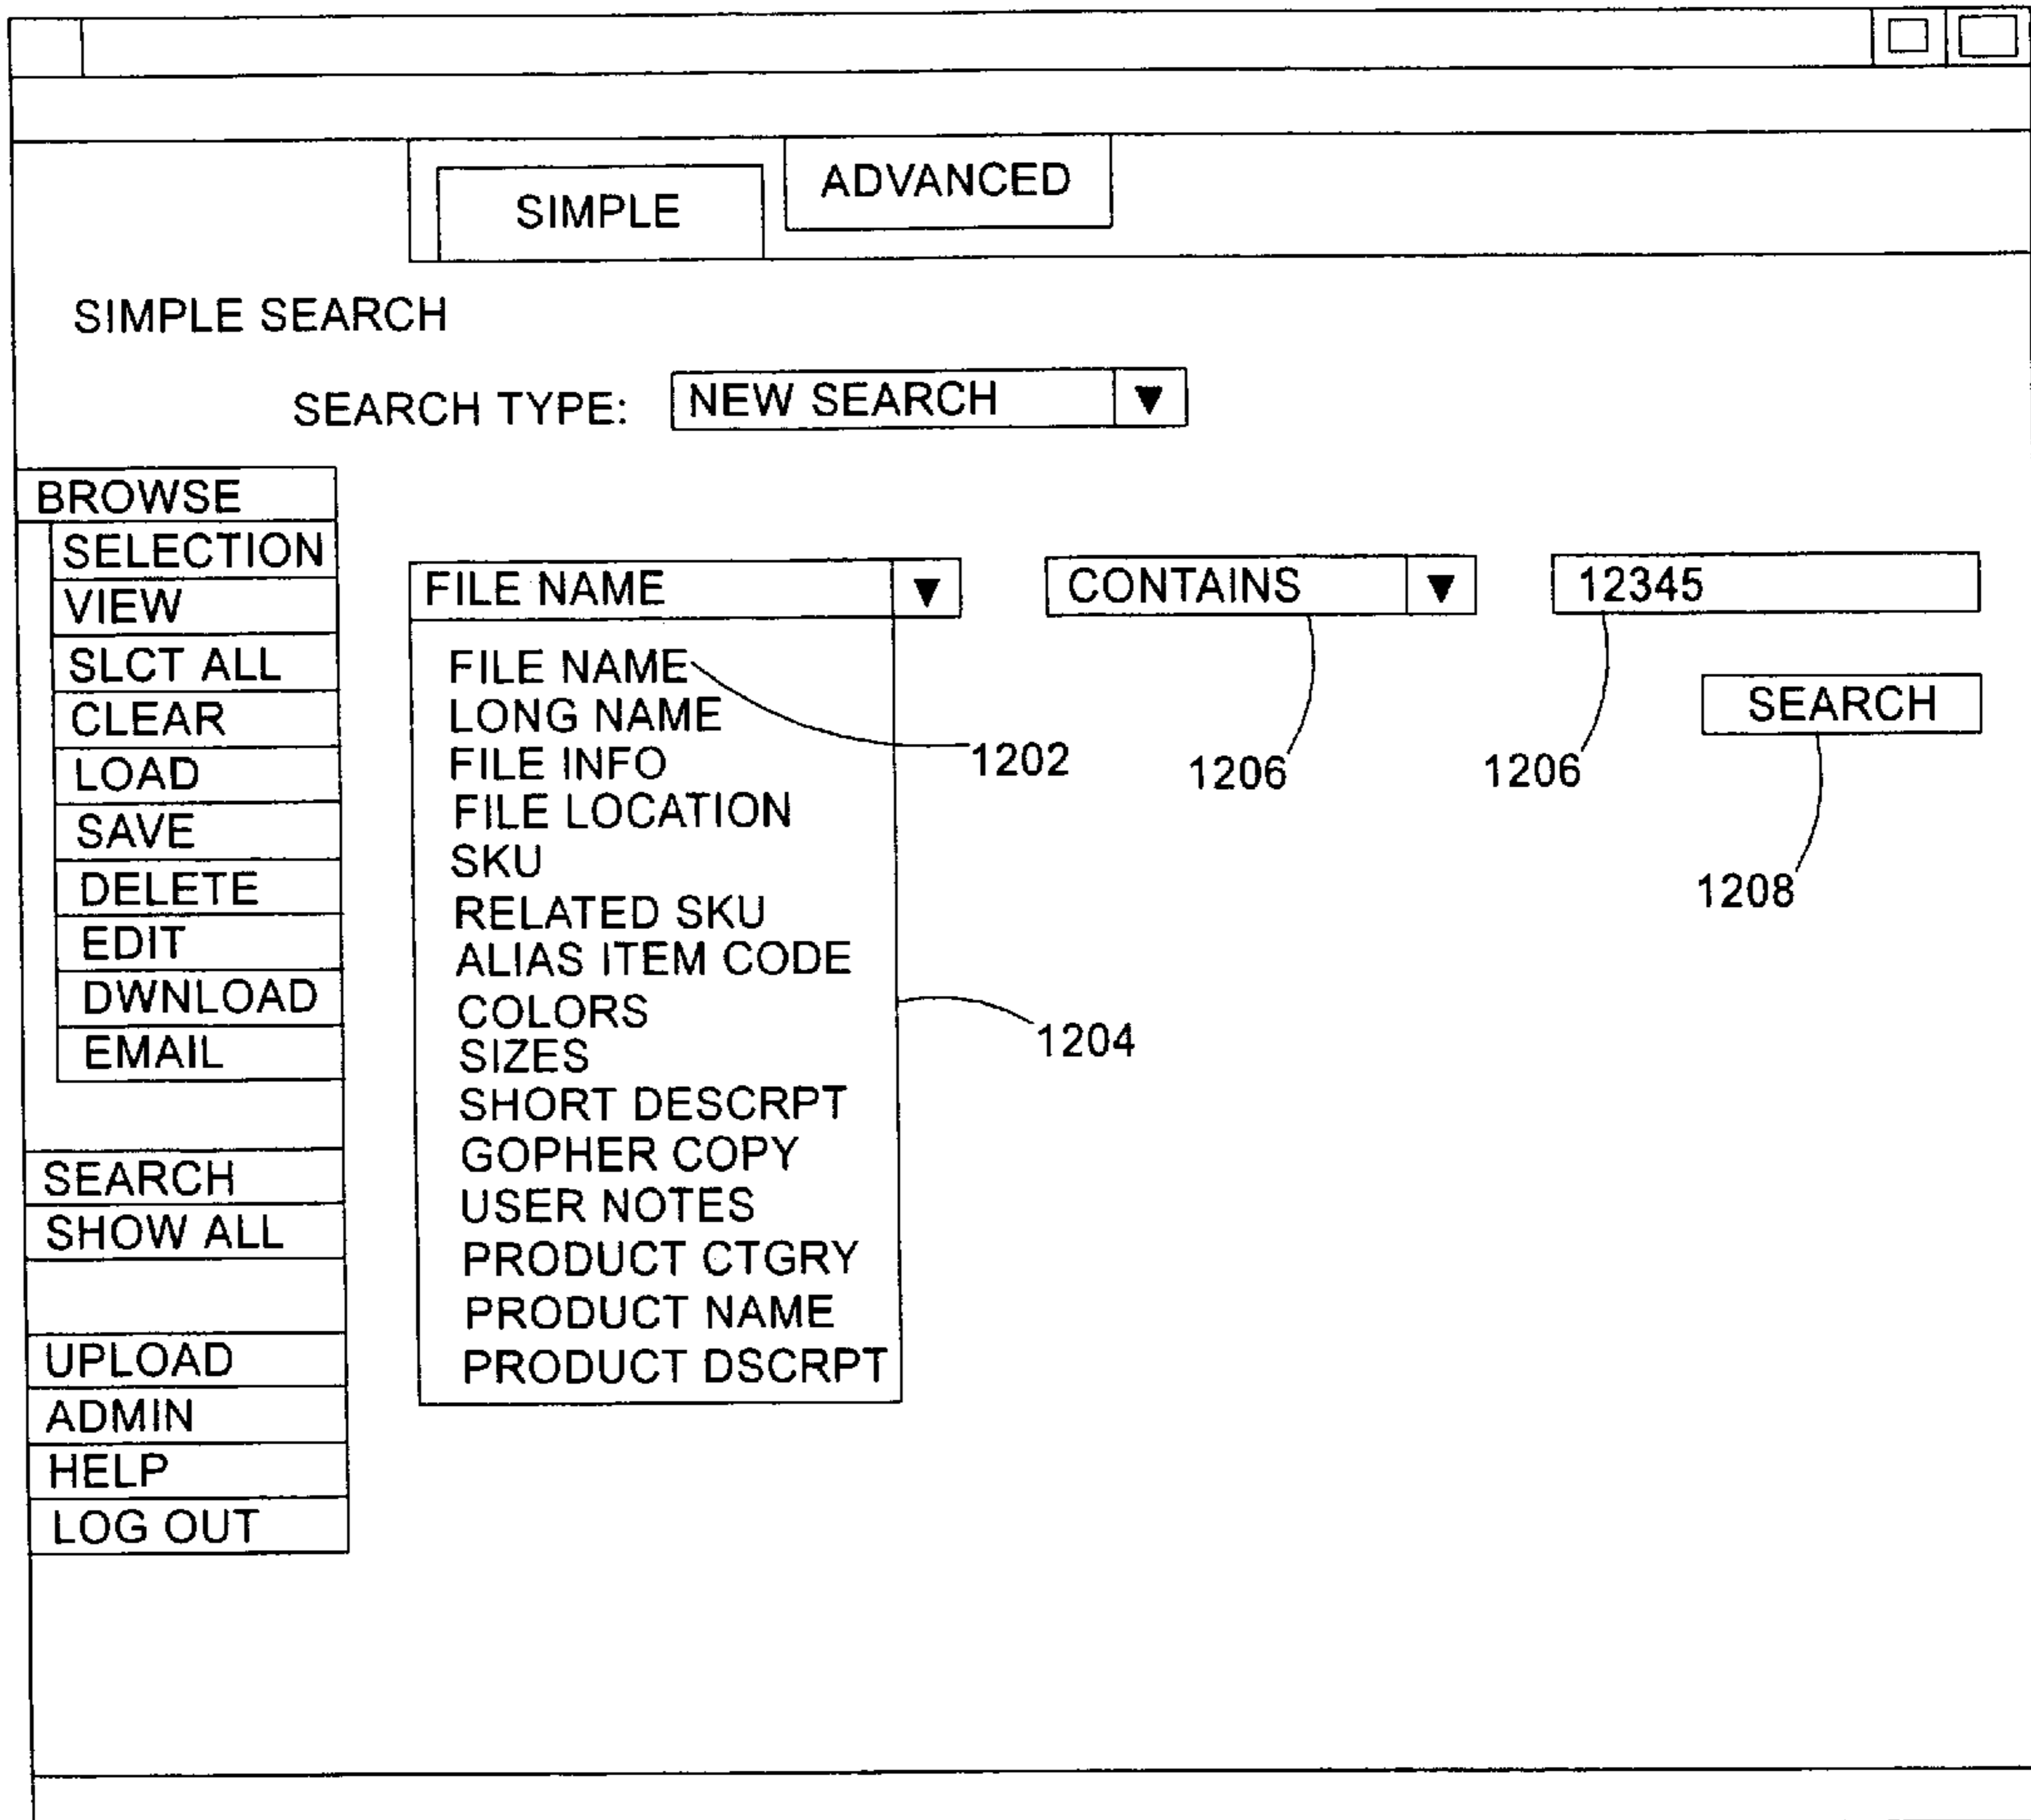 SIMPLE
ADVANCED
SIMPLE SEARCH
SEARCH TYPE: NEW SEARCH
BROWSE
SELECTION
VIEW
SLCT ALL
CLEAR
LOAD
SAVE
DELETE
EDIT
DWNLOAD
EMAIL
SEARCH
SHOW ALL
UPLOAD
ADMIN
HELP
LOG OUT
FILE NAME
FILE NAME
LONG NAME
FILE INFO
FILE LOCATION
SKU
RELATED SKU
ALIAS ITEM CODE
COLORS
SIZES
SHORT DESCRPT
GOPHER COPY
USER NOTES
PRODUCT CTGRY
PRODUCT NAME
PRODUCT DSCRPT
1202
1204
CONTAINS
1206
12345
1206
SEARCH
1208